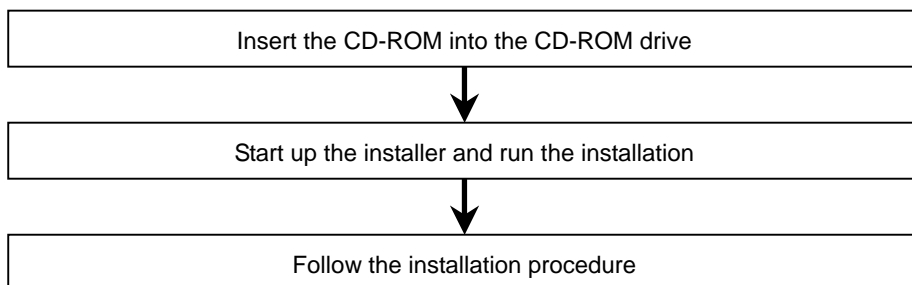 Insert the CD-ROM into the CD-ROM drive
Start up the installer and run the installation
Follow the installation procedure